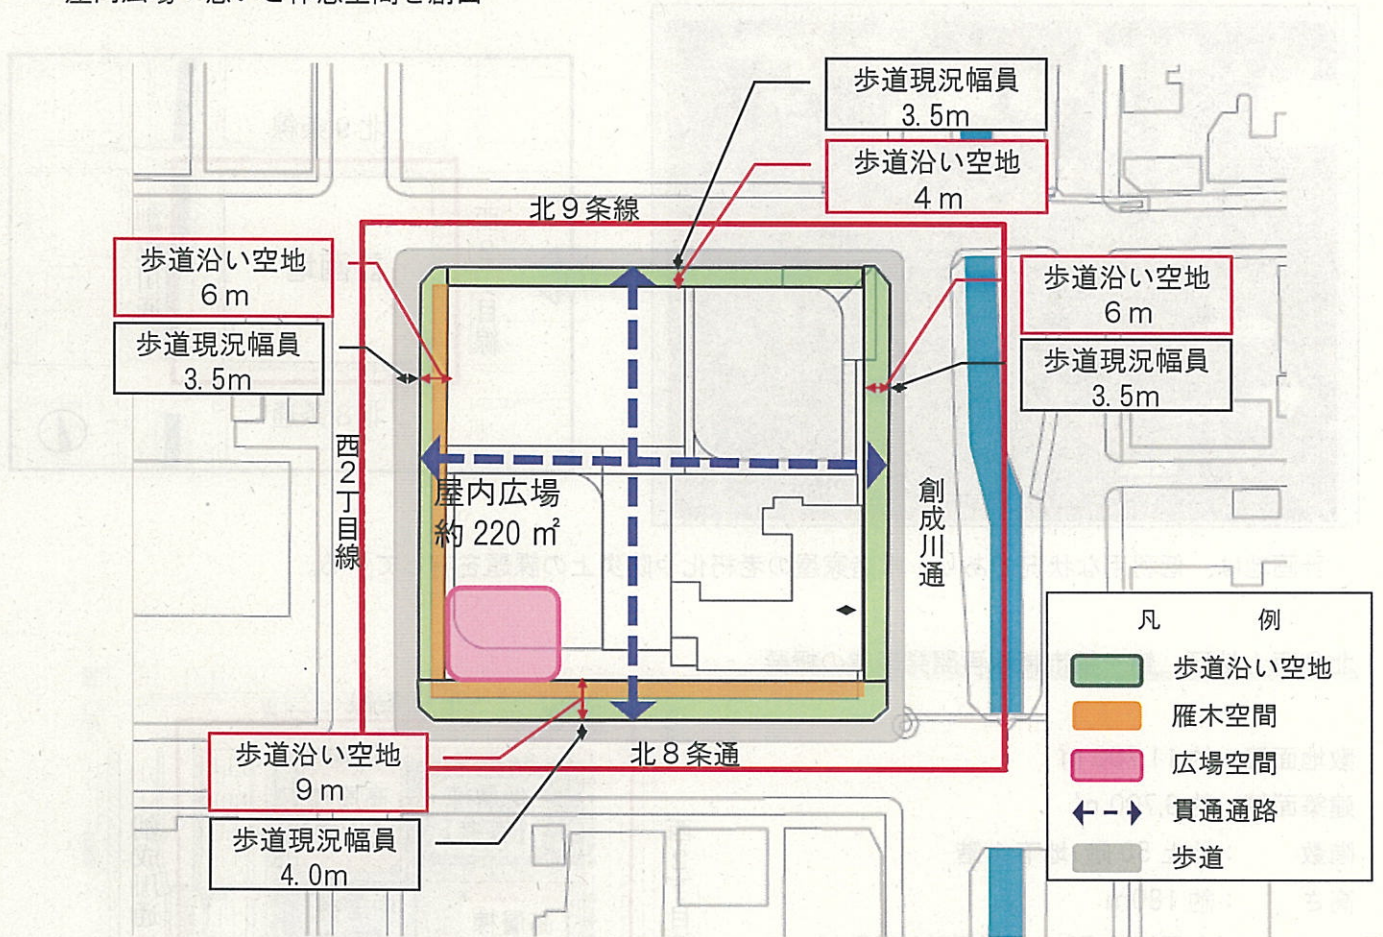 歩道現況幅員
3.5m
歩道沿い空地
4m
北9条線
歩道沿い空地
6m
歩道現況幅員
3.5m
歩道沿い空地
6m
歩道現況幅員
3.5m
西2丁目線
屋内広場
約 220 ㎡
創成川通
歩道沿い空地
9m
歩道現況幅員
4.0m
北8条通
凡 例
歩道沿い空地
雁木空間
広場空間
貫通通路
歩道